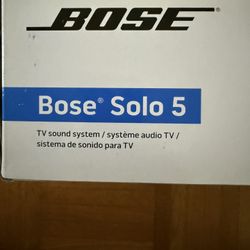 BOSE
Bose® Solo 5
TV sound system / système audio TV /
sistema de sonido para TV